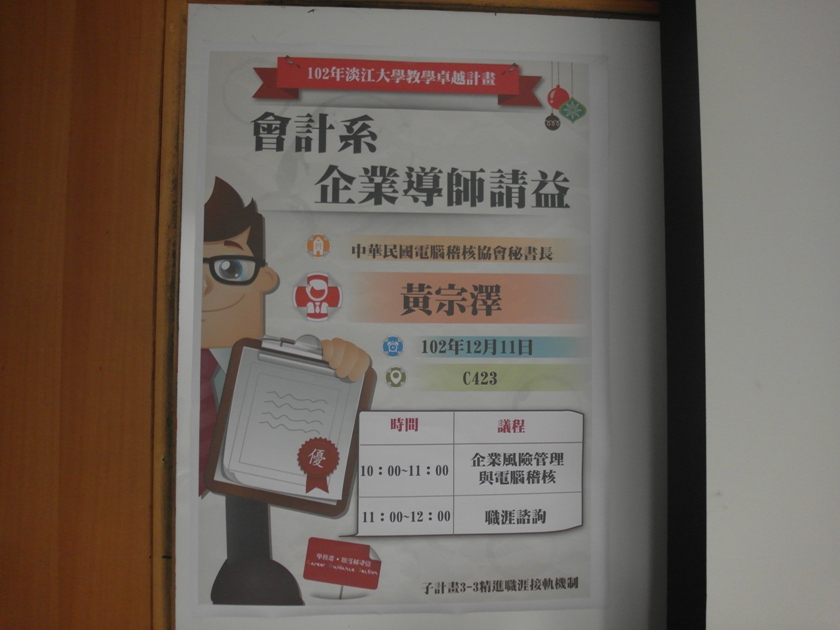 102年淡江大學教學卓越計畫
會計系
企業導師請益
中華民國電腦稽核協會秘書長
黃宗澤
102年12月11日
C423
時間 議程
10：00~11：00 企業風險管理
與電腦稽核
11：00~12：00 職涯諮詢
優
子計畫3-3精進職涯接軌機制